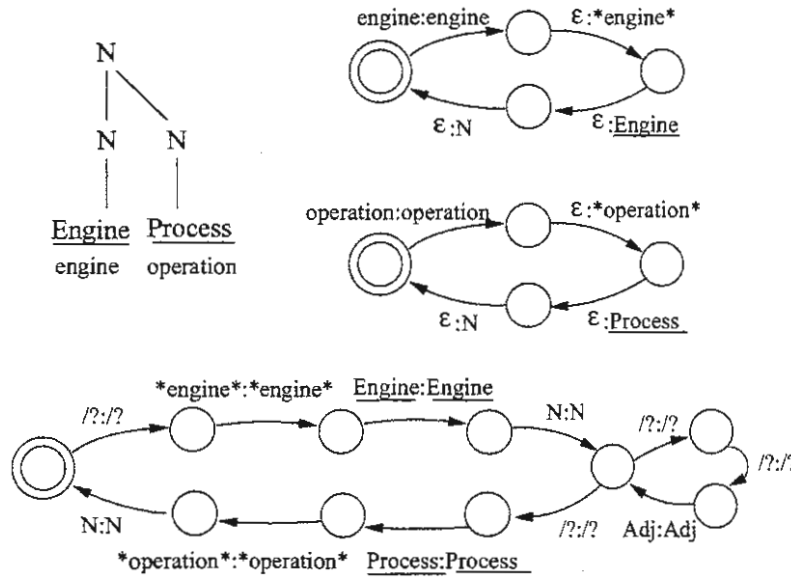 N
N N
Engine Process
engine operation
engine:engine ε:*engine*
ε:N ε:Engine
operation:operation ε:*operation*
ε:N ε:Process
*engine*:*engine* Engine:Engine
/?:/? N:N /?:/? /?:/?
N:N /?:/? Adj:Adj
*operation*:*operation* Process:Process